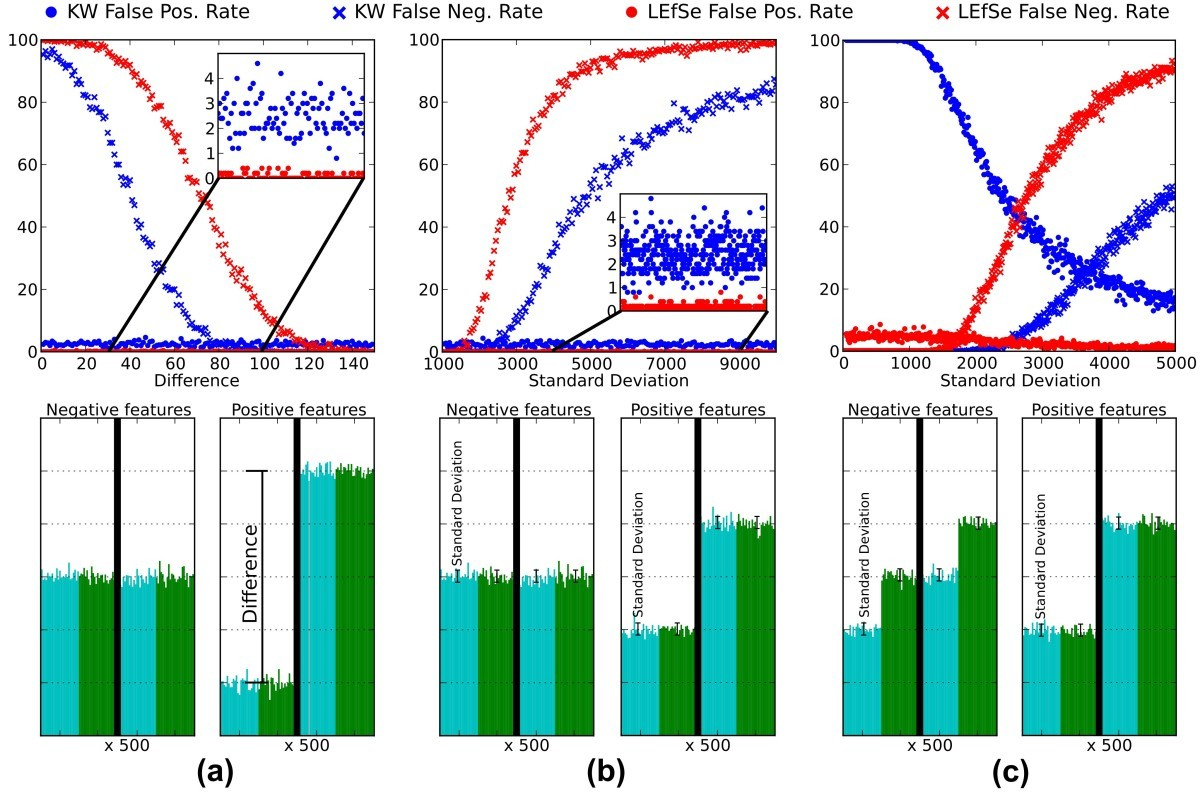 KW False Pos. Rate KW False Neg. Rate LEfSe False Pos. Rate LEfSe False Neg. Rate
100
80
60
40
20
0
0 20 40 60 80 100 120 140
Difference
4
3
2
1
0
100
80
60
40
20
0
1000 3000 5000 7000 9000
Standard Deviation
4
3
2
1
0
100
80
60
40
20
0
0 1000 2000 3000 4000 5000
Standard Deviation
Negative features Positive features
Difference
x 500 x 500
Negative features Positive features
Standard Deviation
Standard Deviation
x 500 x 500
Negative features Positive features
Standard Deviation
Standard Deviation
x 500 x 500
(a) (b) (c)